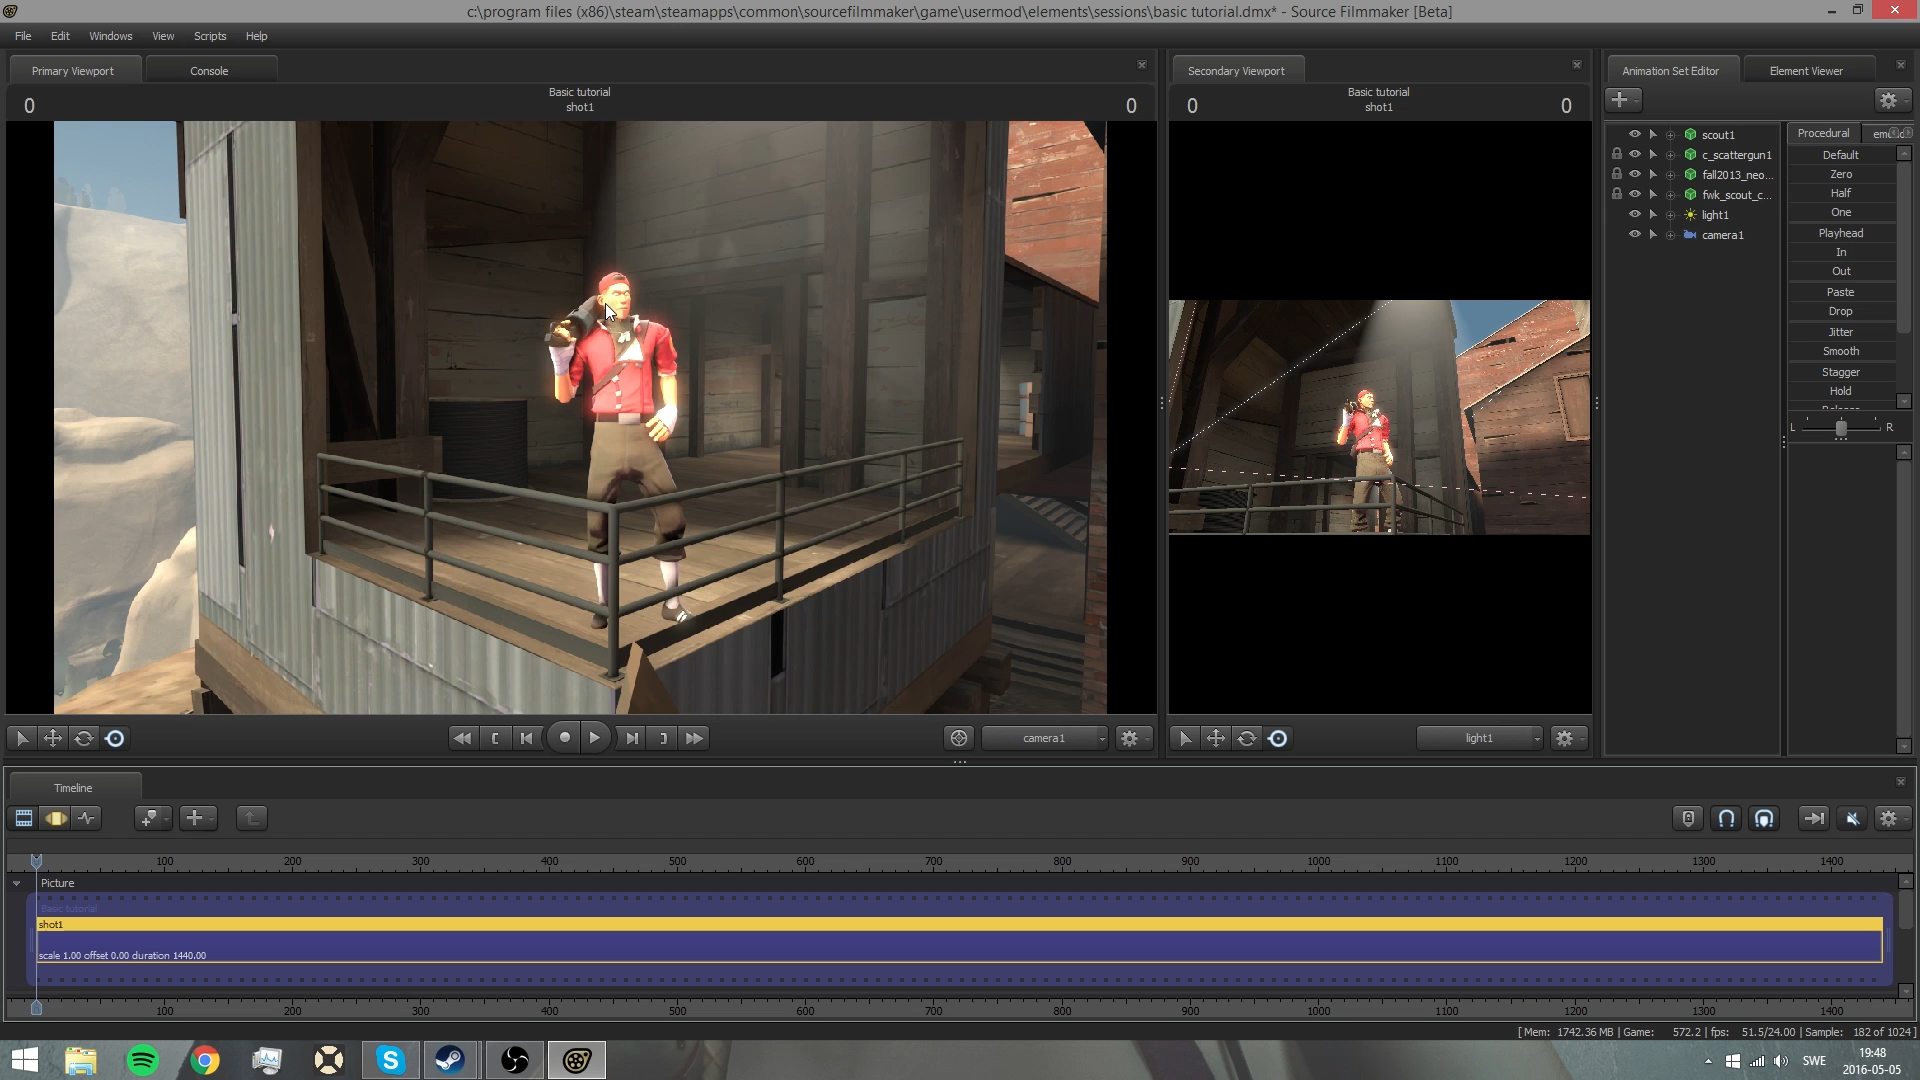 c:\program files (x86)\steam\steamapps\common\sourcefilmmaker\game\usermod\elements\sessions\basic tutorial.dmx* - Source Filmmaker [Beta]
File Edit Windows View Scripts Help
Primary Viewport Console
Basic tutorial
0 shot1 0
Secondary Viewport
Basic tutorial
0 shot1 0
Animation Set Editor Element Viewer
scout1
c_scattergun1
fall2013_neo...
fwk_scout_c...
light1
camera1
Procedural
Default
Zero
Half
One
Playhead
In
Out
Paste
Drop
Jitter
Smooth
Stagger
Hold
L R
camera1
light1
Timeline
100 200 300 400 500 600 700 800 900 1000 1100 1200 1300 1400
Picture
Basic tutorial
shot1
scale 1.00 offset 0.00 duration 1440.00
100 200 300 400 500 600 700 800 900 1000 1100 1200 1300 1400
[ Mem: 1742.36 MB | Game: 572.2 | fps: 51.5/24.00 | Sample: 182 of 1024 ]
SWE
19:48
2016-05-05